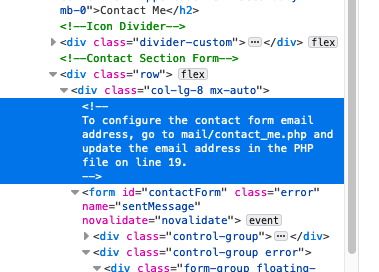 mb-0">Contact Me</h2>
<!--Icon Divider-->
<div class="divider-custom"> ⋯ </div> flex
<!--Contact Section Form-->
<div class="row"> flex
<div class="col-lg-8 mx-auto">
<!--
To configure the contact form email
address, go to mail/contact_me.php and
update the email address in the PHP
file on line 19.
-->
<form id="contactForm" class="error"
name="sentMessage"
novalidate="novalidate"> event
<div class="control-group"> ⋯ </div>
<div class="control-group error">
<div class="form-group floating-